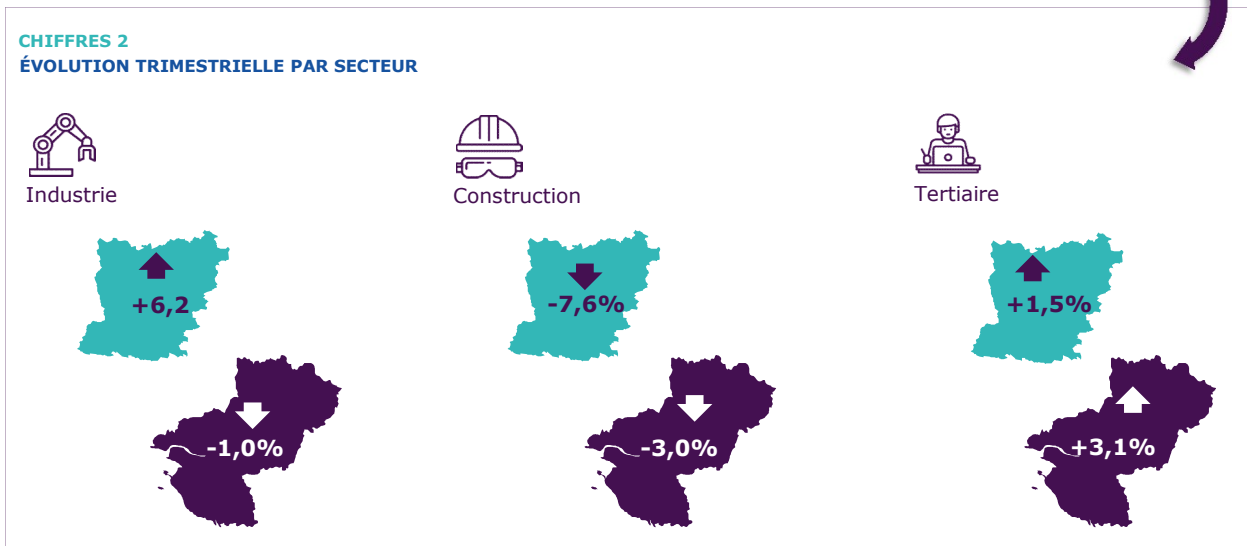 CHIFFRES 2
ÉVOLUTION TRIMESTRIELLE PAR SECTEUR
Industrie
Construction
Tertiaire
+6,2
-7,6%
+1,5%
-1,0%
-3,0%
+3,1%